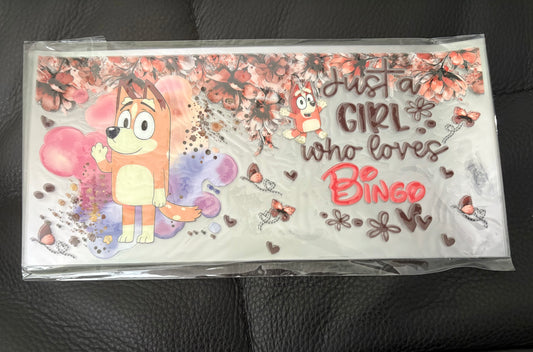 Just a
GIRL
who loves
BINGO